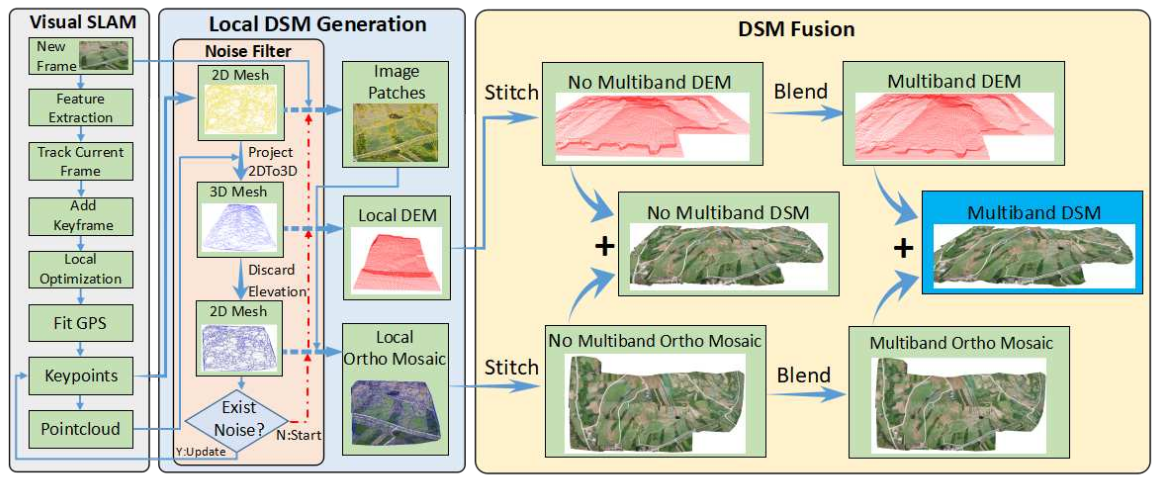 Visual SLAM
New
Frame
Feature
Extraction
Track Current
Frame
Add
Keyframe
Local
Optimization
Fit GPS
Keypoints
Pointcloud
Local DSM Generation
Noise Filter
2D Mesh
Project
2DTo3D
3D Mesh
Discard
Elevation
2D Mesh
Exist
Noise?
N:Start
Y:Update
Image
Patches
Local DEM
Local
Ortho Mosaic
DSM Fusion
Stitch
No Multiband DEM
Blend
Multiband DEM
No Multiband DSM
+
Multiband DSM
+
Stitch
No Multiband Ortho Mosaic
Blend
Multiband Ortho Mosaic